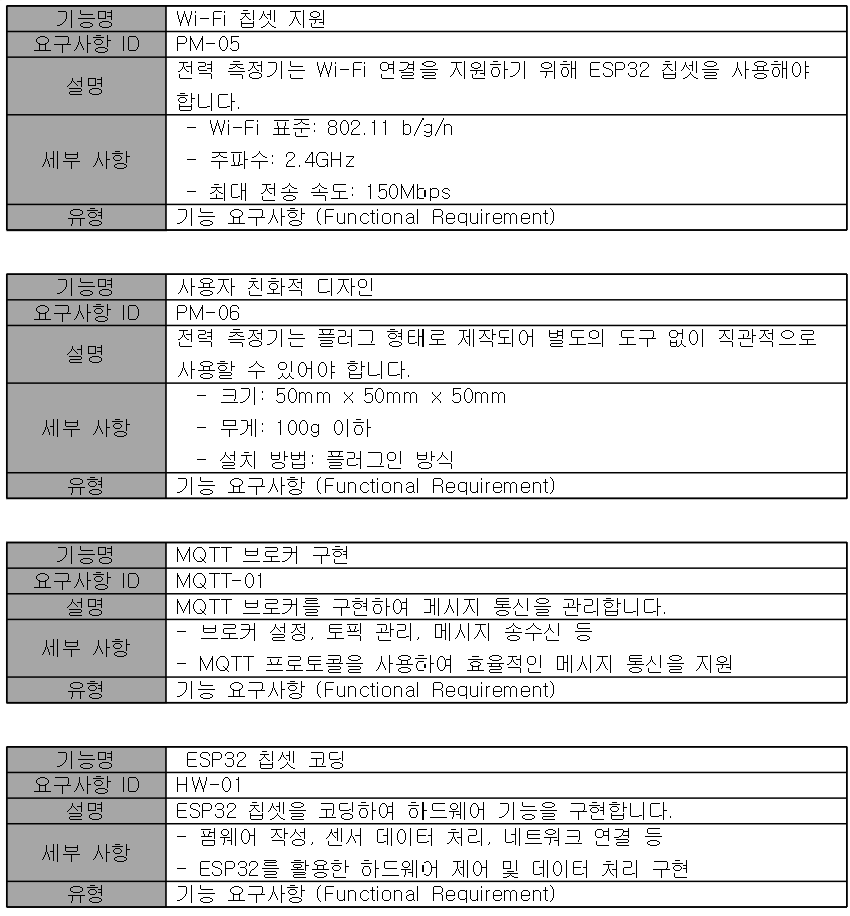 기능명 Wi-Fi 칩셋 지원
요구사항 ID PM-05
설명 전력 측정기는 Wi-Fi 연결을 지원하기 위해 ESP32 칩셋을 사용해야
합니다.
세부 사항 - Wi-Fi 표준: 802.11 b/g/n
- 주파수: 2.4GHz
- 최대 전송 속도: 150Mbps
유형 기능 요구사항 (Functional Requirement)
기능명 사용자 친화적 디자인
요구사항 ID PM-06
설명 전력 측정기는 플러그 형태로 제작되어 별도의 도구 없이 직관적으로
사용할 수 있어야 합니다.
세부 사항 - 크기: 50mm × 50mm × 50mm
- 무게: 100g 이하
- 설치 방법: 플러그인 방식
유형 기능 요구사항 (Functional Requirement)
기능명 MQTT 브로커 구현
요구사항 ID MQTT-01
설명 MQTT 브로커를 구현하여 메시지 통신을 관리합니다.
세부 사항 - 브로커 설정, 토픽 관리, 메시지 송수신 등
- MQTT 프로토콜을 사용하여 효율적인 메시지 통신을 지원
유형 기능 요구사항 (Functional Requirement)
기능명 ESP32 칩셋 코딩
요구사항 ID HW-01
설명 ESP32 칩셋을 코딩하여 하드웨어 기능을 구현합니다.
세부 사항 - 펌웨어 작성, 센서 데이터 처리, 네트워크 연결 등
- ESP32를 활용한 하드웨어 제어 및 데이터 처리 구현
유형 기능 요구사항 (Functional Requirement)